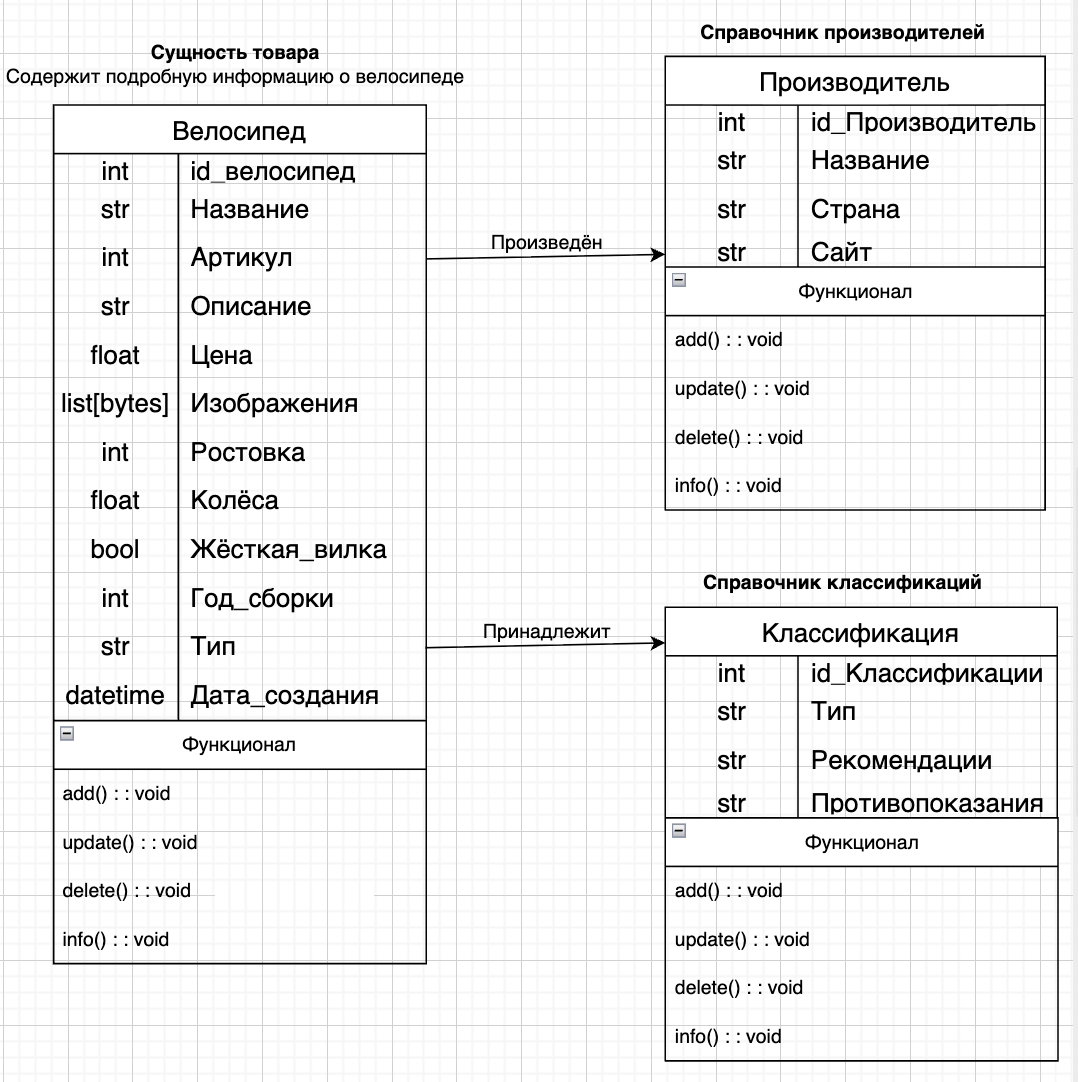 Сущность товара
Содержит подробную информацию о велосипеде
Велосипед
int id_велосипед
str Название
int Артикул
str Описание
float Цена
list[bytes] Изображения
int Ростовка
float Колёса
bool Жёсткая_вилка
int Год_сборки
str Тип
datetime Дата_создания
Функционал
add() : : void
update() : : void
delete() : : void
info() : : void
Произведён
Принадлежит
Справочник производителей
Производитель
int id_Производитель
str Название
str Страна
str Сайт
Функционал
add() : : void
update() : : void
delete() : : void
info() : : void
Справочник классификаций
Классификация
int id_Классификации
str Тип
str Рекомендации
str Противопоказания
Функционал
add() : : void
update() : : void
delete() : : void
info() : : void